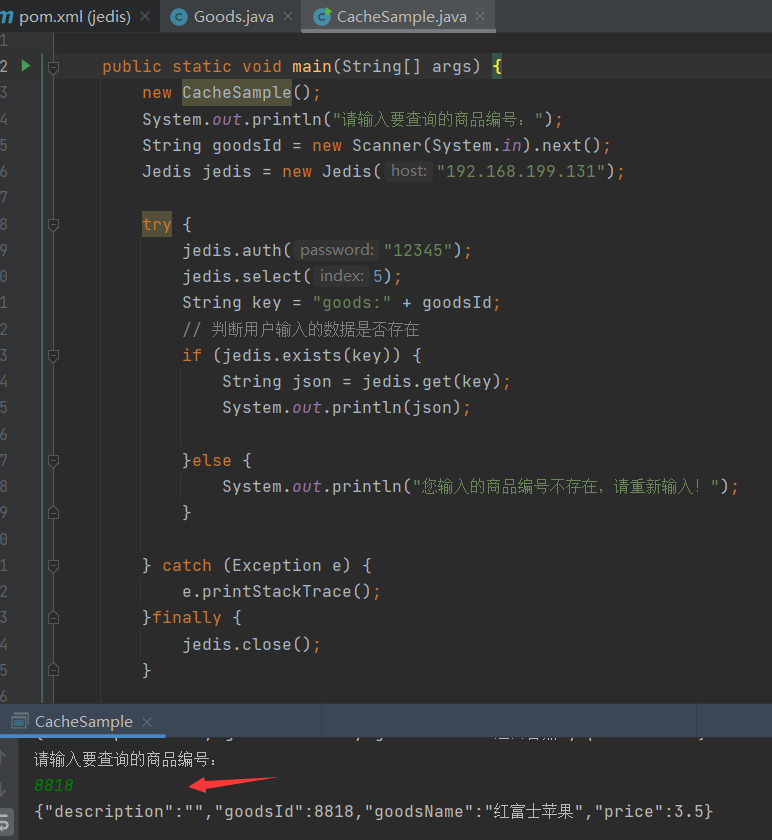 pom.xml (jedis) × Goods.java × CacheSample.java ×
1
2 public static void main(String[] args) {
3 new CacheSample();
4 System.out.println("请输入要查询的商品编号：");
5 String goodsId = new Scanner(System.in).next();
6 Jedis jedis = new Jedis( host: "192.168.199.131");
7
8 try {
9 jedis.auth( password: "12345");
0 jedis.select( index: 5);
1 String key = "goods:" + goodsId;
2 // 判断用户输入的数据是否存在
3 if (jedis.exists(key)) {
4 String json = jedis.get(key);
5 System.out.println(json);
6
7 }else {
8 System.out.println("您输入的商品编号不存在，请重新输入！");
9 }
0
1 } catch (Exception e) {
2 e.printStackTrace();
3 }finally {
4 jedis.close();
5 }
6
CacheSample ×
请输入要查询的商品编号：
8818
{"description":"","goodsId":8818,"goodsName":"红富士苹果","price":3.5}